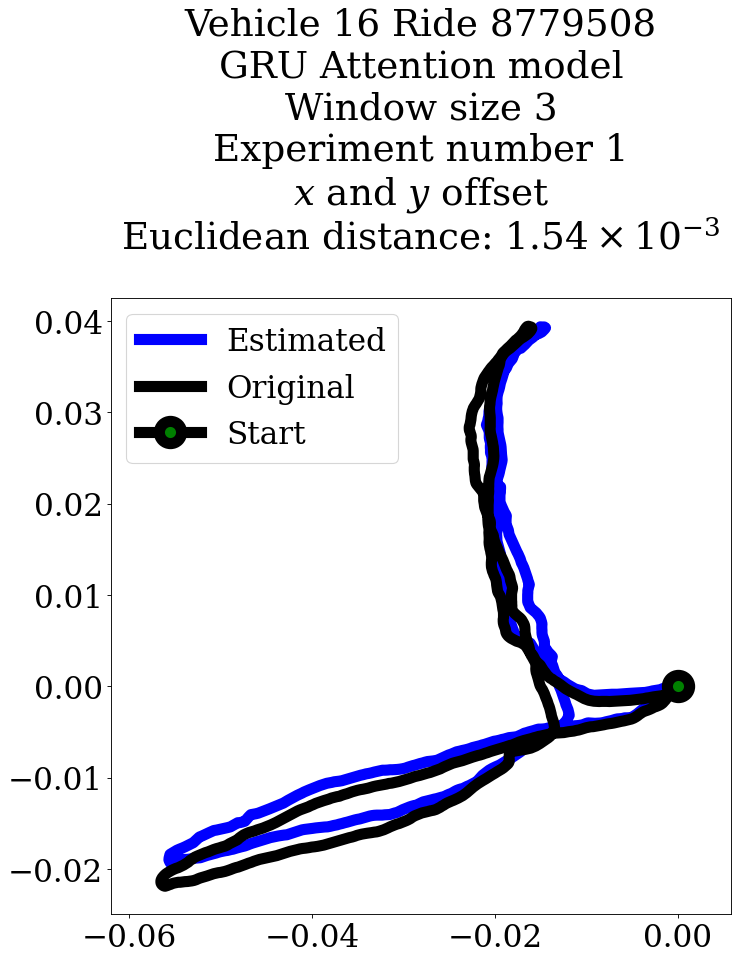 Vehicle 16 Ride 8779508
GRU Attention model
Window size 3
Experiment number 1
x and y offset
Euclidean distance: 1.54 × 10⁻³
Estimated
Original
Start
0.04
0.03
0.02
0.01
0.00
−0.01
−0.02
−0.06 −0.04 −0.02 0.00